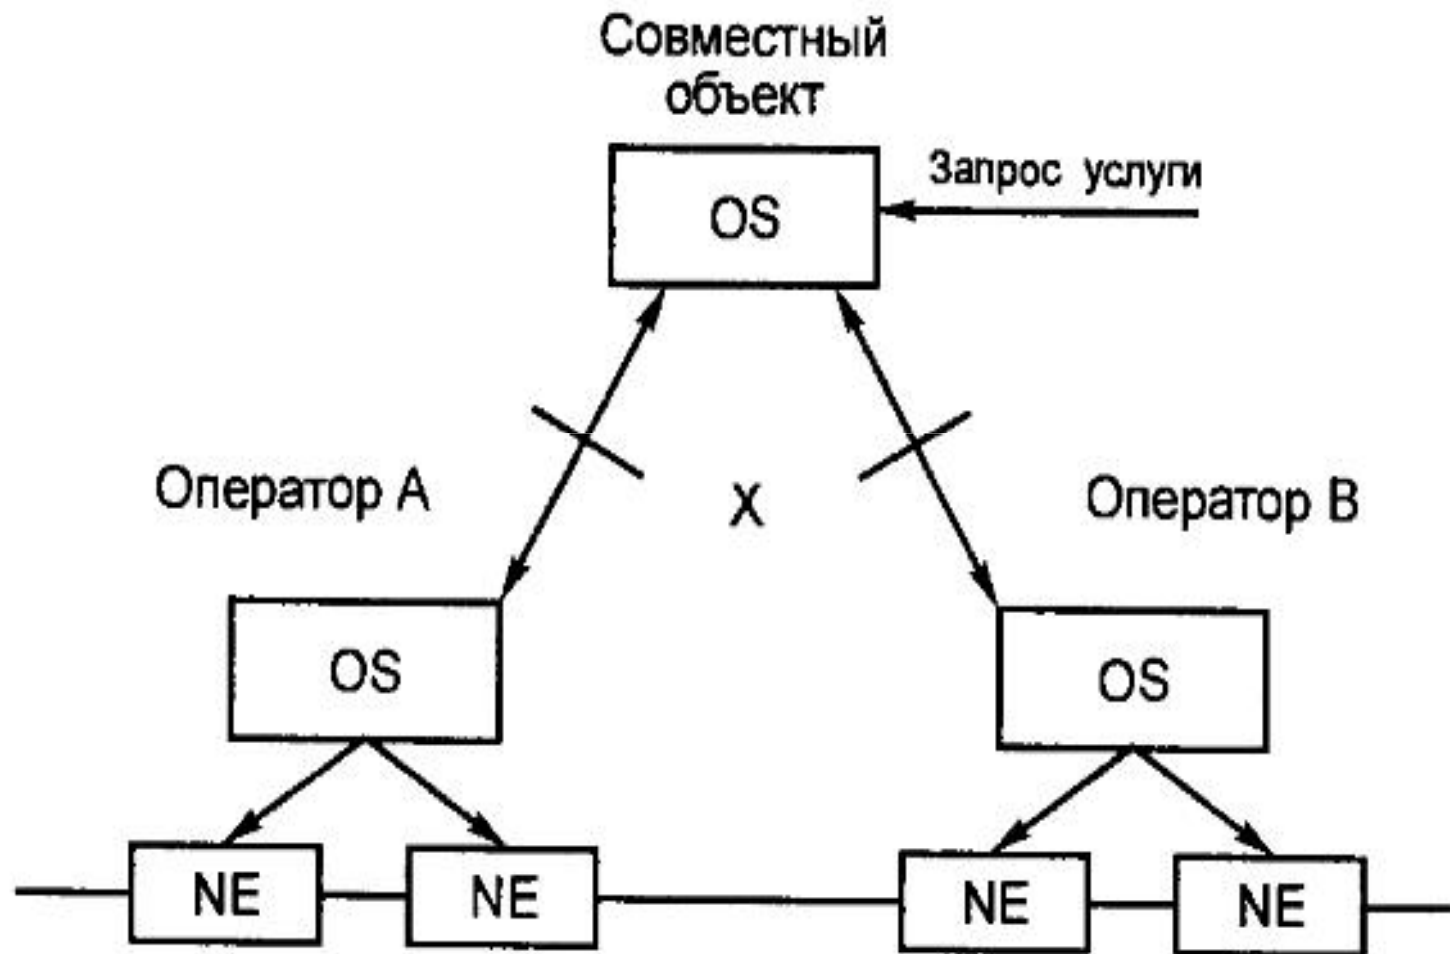 Совместный
объект
Запрос услуги
OS
Оператор А
X
Оператор В
OS
OS
NE
NE
NE
NE